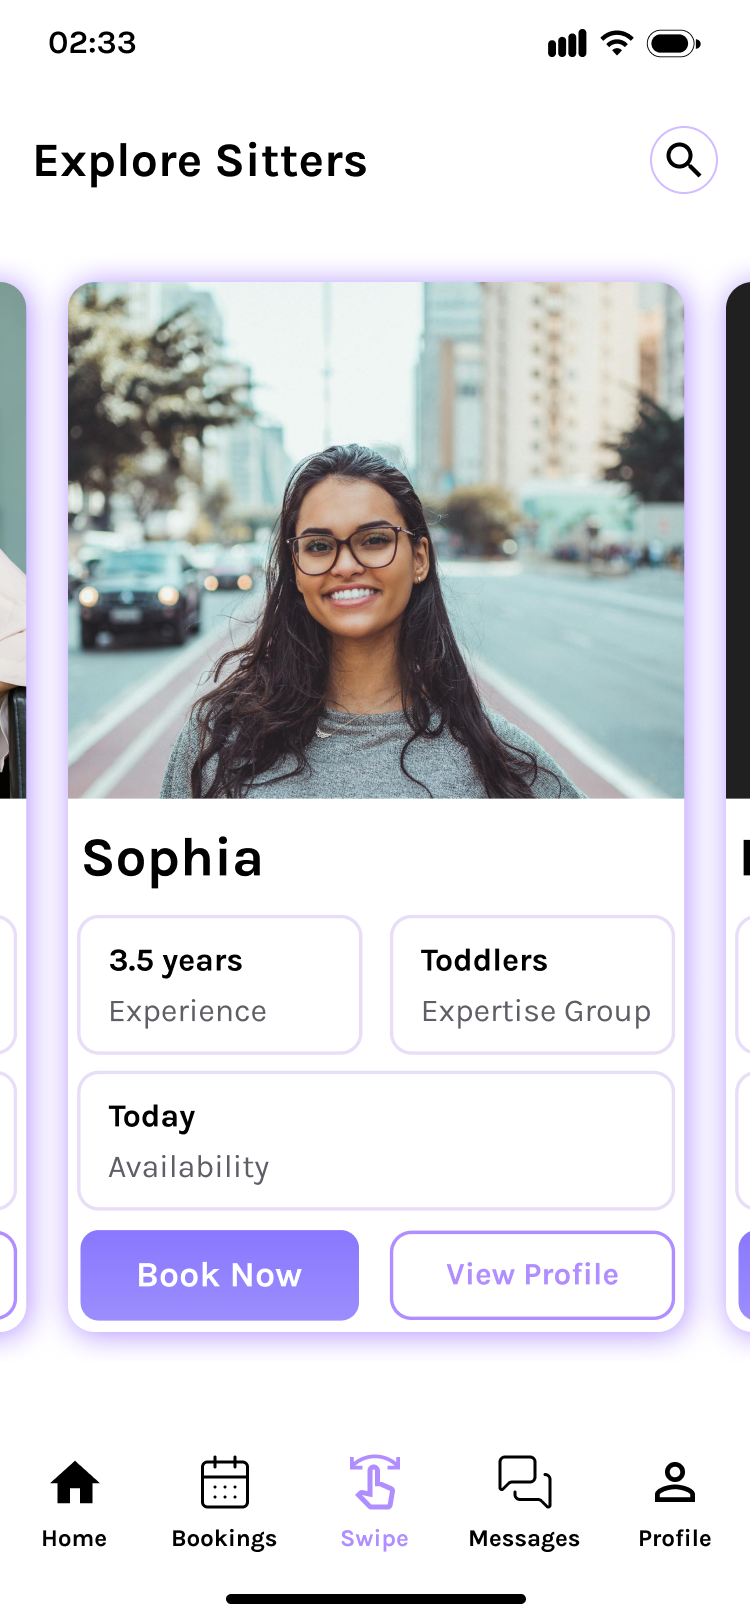 02:33
Explore Sitters
Sophia
3.5 years
Experience
Toddlers
Expertise Group
Today
Availability
Book Now
View Profile
Home
Bookings
Swipe
Messages
Profile